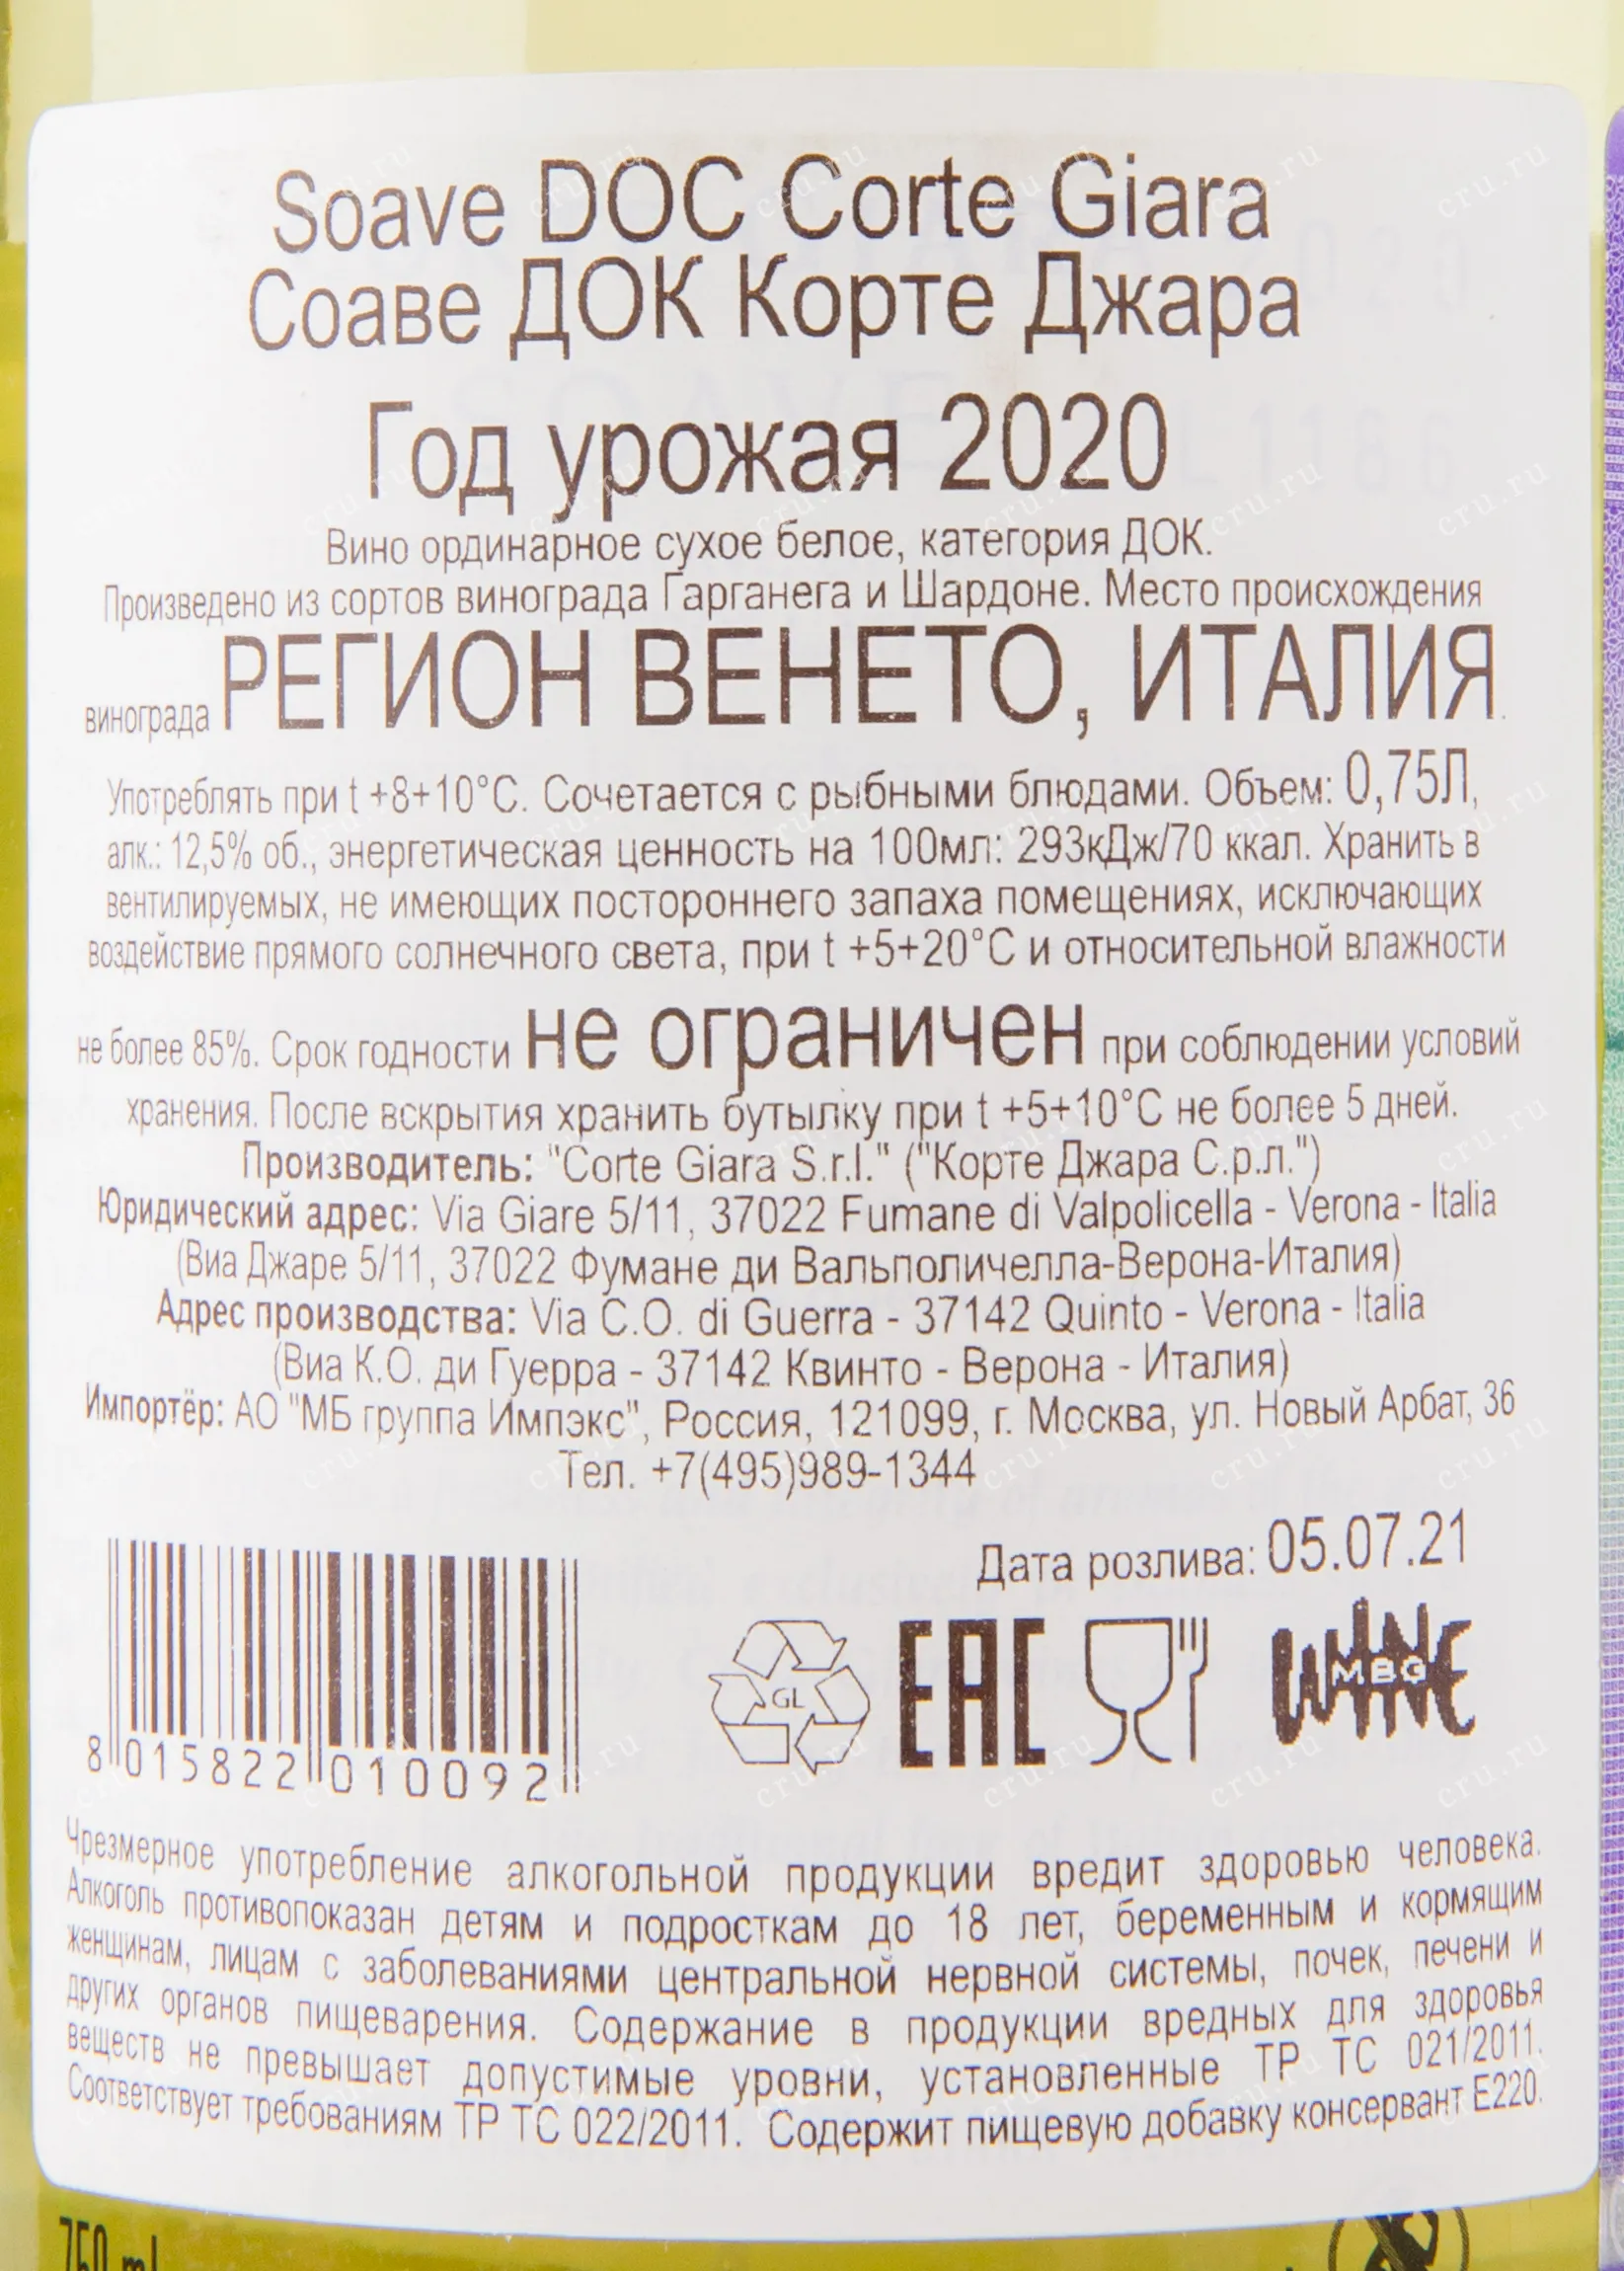 Soave DOC Corte Giara
Соаве ДОК Корте Джара
Год урожая 2020
Вино ординарное сухое белое, категория ДОК.
Произведено из сортов винограда Гарганега и Шардоне. Место происхождения
винограда РЕГИОН ВЕНЕТО, ИТАЛИЯ.
Употреблять при t +8+10°C. Сочетается с рыбными блюдами. Объем: 0,75Л,
алк.: 12,5% об., энергетическая ценность на 100мл: 293кДж/70 ккал. Хранить в
вентилируемых, не имеющих постороннего запаха помещениях, исключающих
воздействие прямого солнечного света, при t +5+20°C и относительной влажности
не более 85%. Срок годности не ограничен при соблюдении условий
хранения. После вскрытия хранить бутылку при t +5+10°C не более 5 дней.
Производитель: "Corte Giara S.r.l." ("Корте Джара С.р.л.")
Юридический адрес: Via Giare 5/11, 37022 Fumane di Valpolicella - Verona - Italia
(Виа Джаре 5/11, 37022 Фумане ди Вальполичелла-Верона-Италия)
Адрес производства: Via C.O. di Guerra - 37142 Quinto - Verona - Italia
(Виа К.О. ди Гуерра - 37142 Квинто - Верона - Италия)
Импортёр: АО "МБ группа Импэкс", Россия, 121099, г. Москва, ул. Новый Арбат, 36
Тел. +7(495)989-1344
Дата розлива: 05.07.21
GL
EAC
WINE
MBG
8 015822 010092
Чрезмерное употребление алкогольной продукции вредит здоровью человека.
Алкоголь противопоказан детям и подросткам до 18 лет, беременным и кормящим
женщинам, лицам с заболеваниями центральной нервной системы, почек, печени и
других органов пищеварения. Содержание в продукции вредных для здоровья
веществ не превышает допустимые уровни, установленные ТР ТС 021/2011.
Соответствует требованиям ТР ТС 022/2011. Содержит пищевую добавку консервант Е220.
750 ml
cru.ru